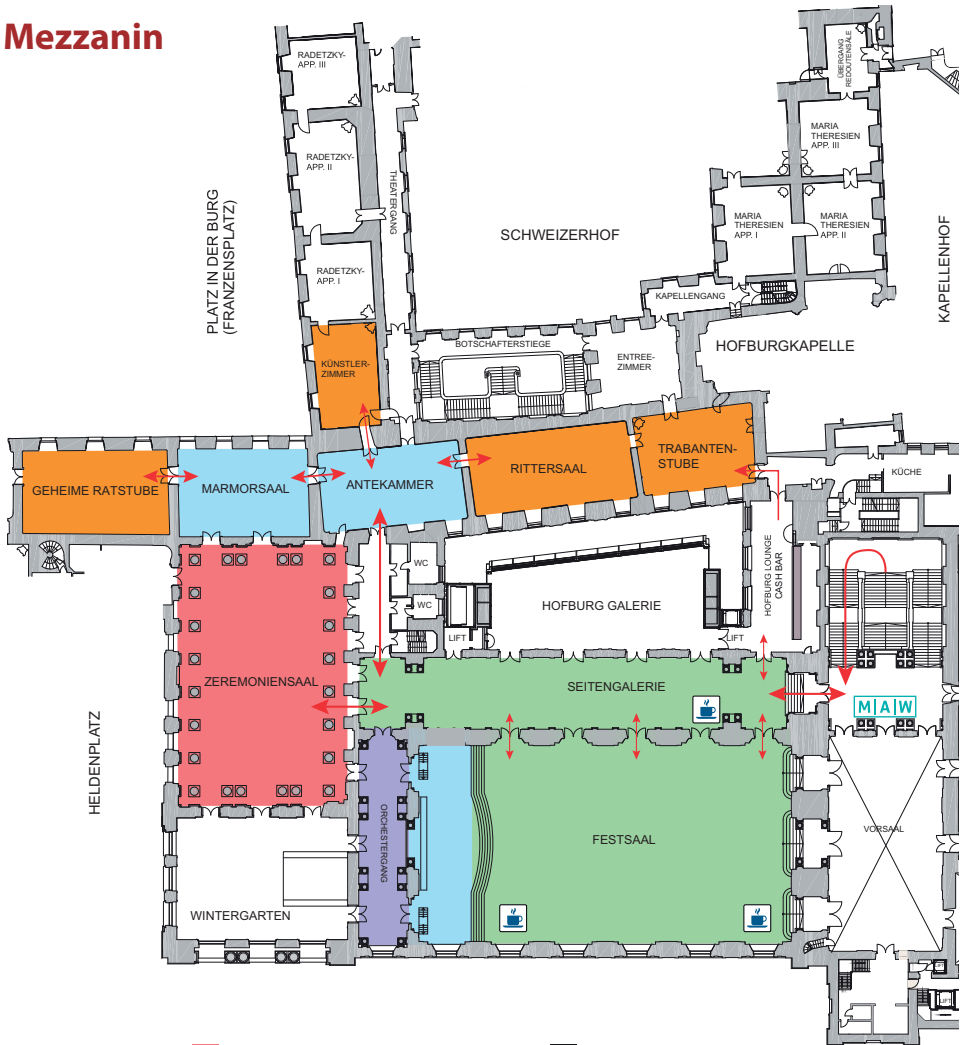 Mezzanin
RADETZKY-
APP. III
ÜBERGANG
REDOUTENSÄLE
MARIA
THERESIEN
APP. III
RADETZKY-
APP. II
THEATERGANG
PLATZ IN DER BURG
(FRANZENSPLATZ)
SCHWEIZERHOF
MARIA
THERESIEN
APP. I
MARIA
THERESIEN
APP. II
KAPELLENHOF
RADETZKY-
APP. I
KAPELLENGANG
BOTSCHAFTERSTIEGE
HOFBURGKAPELLE
KÜNSTLER-
ZIMMER
ENTREE-
ZIMMER
TRABANTEN-
STUBE
RITTERSAAL
KÜCHE
ANTEKAMMER
GEHEIME RATSTUBE
MARMORSAAL
WC
HOFBURG LOUNGE
CASH BAR
WC
HOFBURG GALERIE
LIFT
LIFT
ZEREMONIENSAAL
SEITENGALERIE
M|A|W
HELDENPLATZ
ORCHESTERGANG
FESTSAAL
VORSAAL
WINTERGARTEN
LIFT